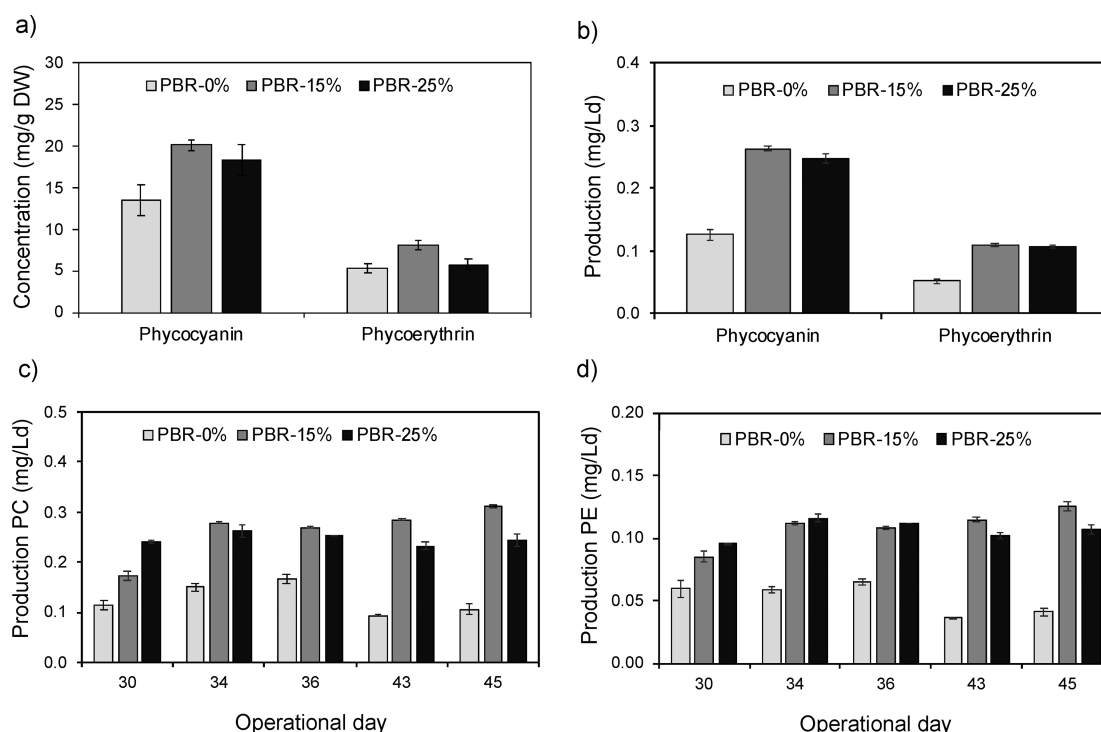 a)
30
25
20
15
10
5
0
Concentration (mg/g DW)
PBR-0% PBR-15% PBR-25%
Phycocyanin Phycoerythrin
b)
0.4
0.3
0.2
0.1
0.0
Production (mg/Ld)
PBR-0% PBR-15% PBR-25%
Phycocyanin Phycoerythrin
c)
0.5
0.4
0.3
0.2
0.1
0.0
Production PC (mg/Ld)
PBR-0% PBR-15% PBR-25%
30 34 36 43 45
Operational day
d)
0.20
0.15
0.10
0.05
0.00
Production PE (mg/Ld)
PBR-0% PBR-15% PBR-25%
30 34 36 43 45
Operational day